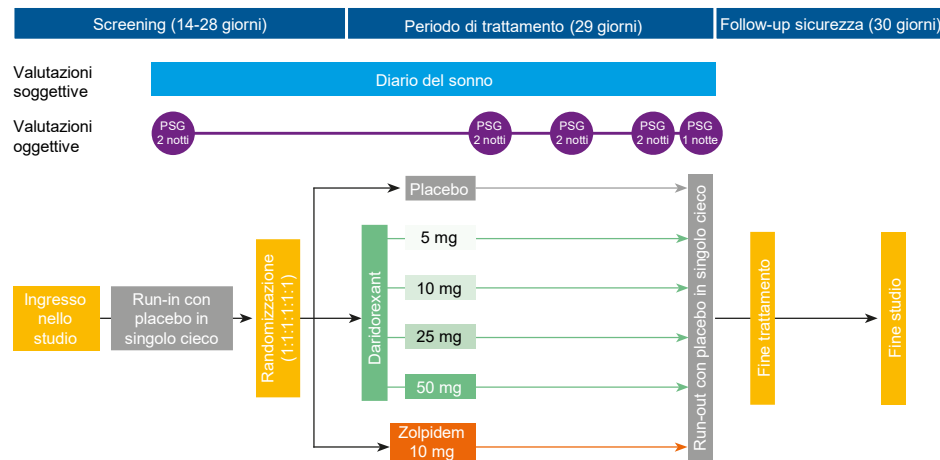 Screening (14-28 giorni)
Periodo di trattamento (29 giorni)
Follow-up sicurezza (30 giorni)
Valutazioni
soggettive
Diario del sonno
Valutazioni
oggettive
PSG
2 notti
PSG
2 notti
PSG
2 notti
PSG
2 notti
PSG
1 notte
Placebo
5 mg
10 mg
25 mg
50 mg
Zolpidem
10 mg
Ingresso
nello
studio
Run-in con
placebo in
singolo cieco
Randomizzazione
(1:1:1:1:1:1)
Daridorexant
Run-out con placebo in singolo cieco
Fine trattamento
Fine studio